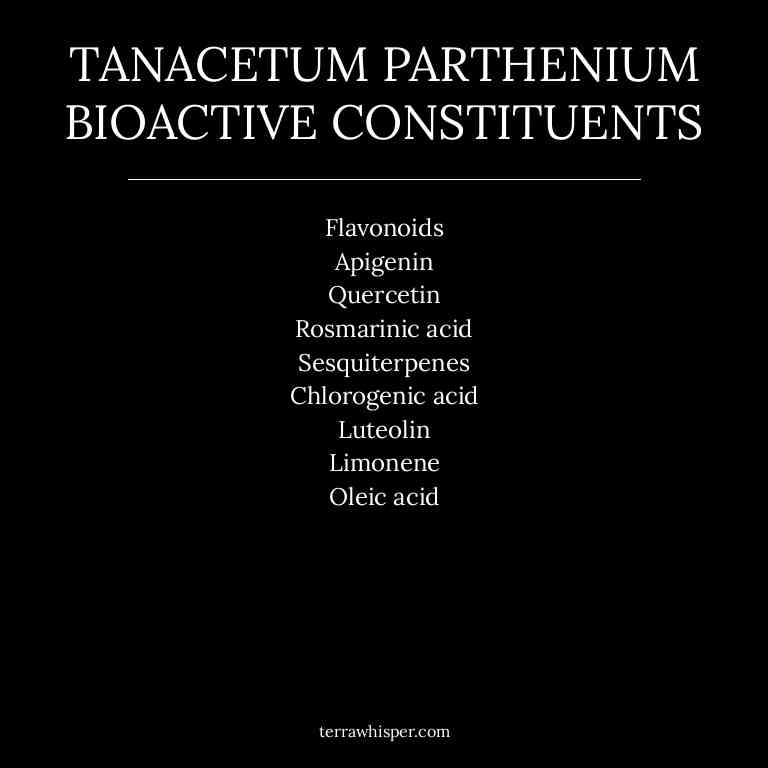 TANACETUM PARTHENIUM
BIOACTIVE CONSTITUENTS
Flavonoids
Apigenin
Quercetin
Rosmarinic acid
Sesquiterpenes
Chlorogenic acid
Luteolin
Limonene
Oleic acid
terrawhisper.com